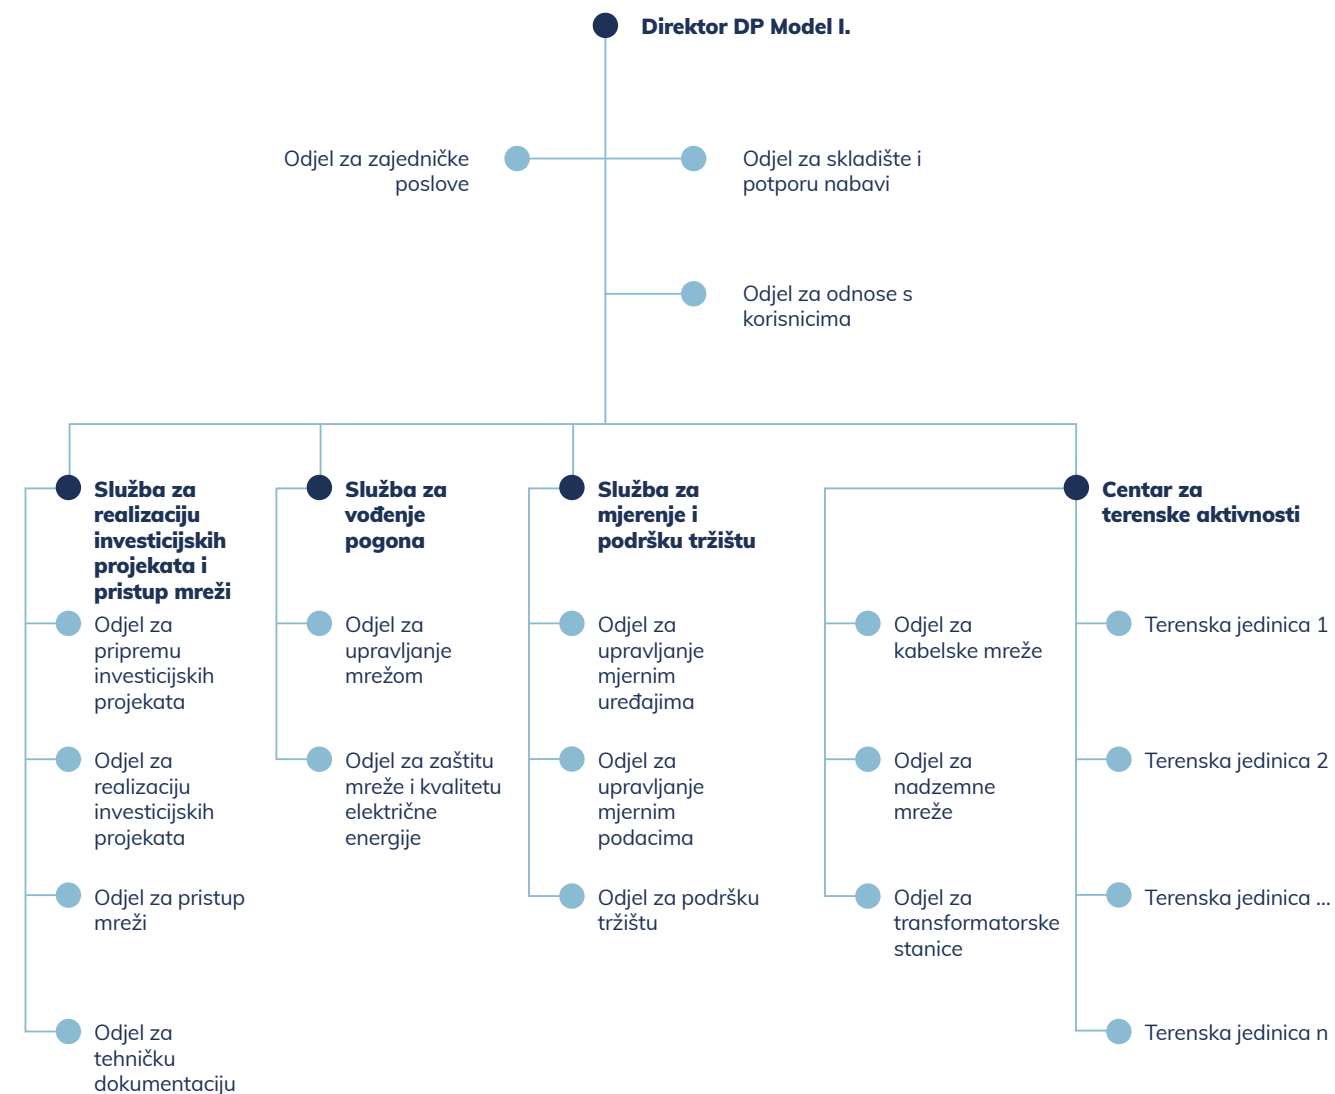 Direktor DP Model I.
Odjel za zajedničke
poslove
Odjel za skladište i
potporu nabavi
Odjel za odnose s
korisnicima
Služba za
realizaciju
investicijskih
projekata i
pristup mreži
Odjel za
pripremu
investicijskih
projekata
Odjel za
realizaciju
investicijskih
projekata
Odjel za pristup
mreži
Odjel za
tehničku
dokumentaciju
Služba za
vođenje
pogona
Odjel za
upravljanje
mrežom
Odjel za zaštitu
mreže i kvalitetu
električne
energije
Služba za
mjerenje i
podršku tržištu
Odjel za
upravljanje
mjernim
uređajima
Odjel za
upravljanje
mjernim
podacima
Odjel za podršku
tržištu
Centar za
terenske aktivnosti
Odjel za
kabelske mreže
Odjel za
nadzemne
mreže
Odjel za
transformatorske
stanice
Terenska jedinica 1
Terenska jedinica 2
Terenska jedinica ...
Terenska jedinica n